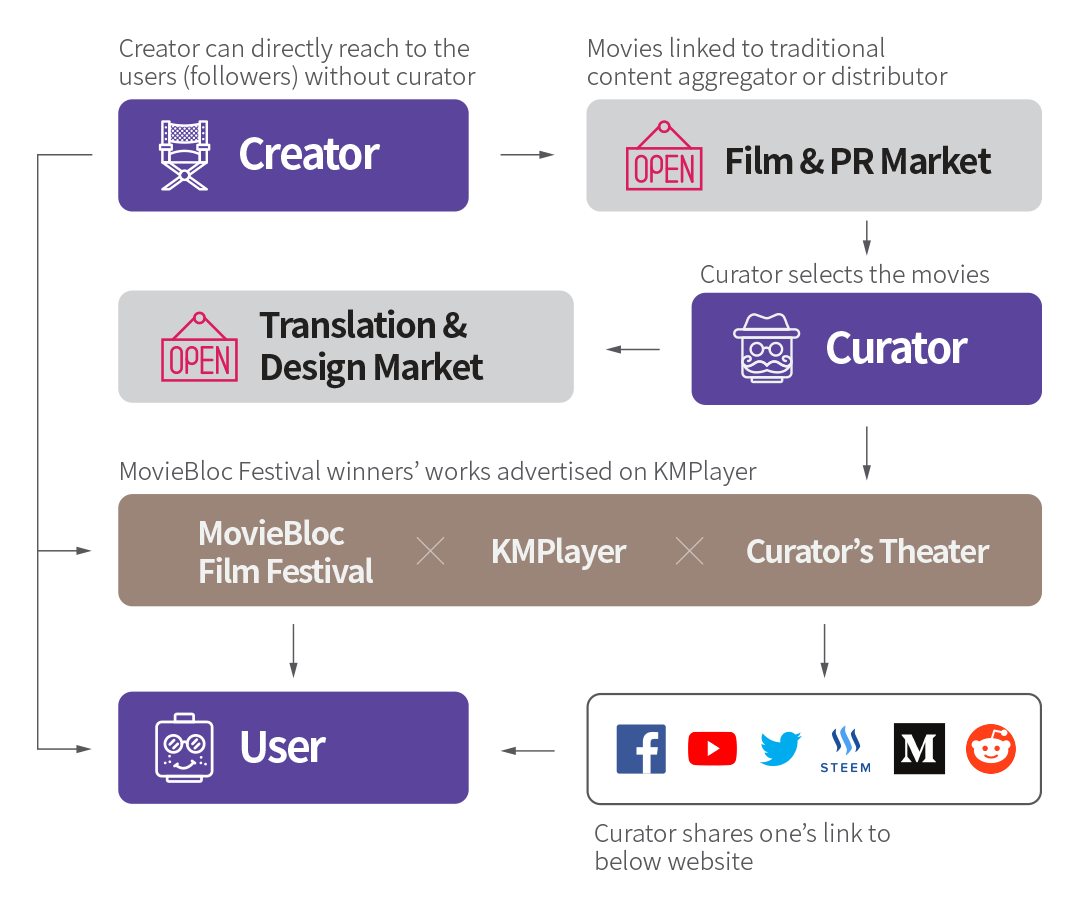 Creator can directly reach to the
users (followers) without curator
Movies linked to traditional
content aggregator or distributor
Creator
OPEN
Film & PR Market
Curator selects the movies
OPEN
Translation &
Design Market
Curator
MovieBloc Festival winners’ works advertised on KMPlayer
MovieBloc
Film Festival
KMPlayer
Curator’s Theater
User
STEEM
M
Curator shares one’s link to
below website